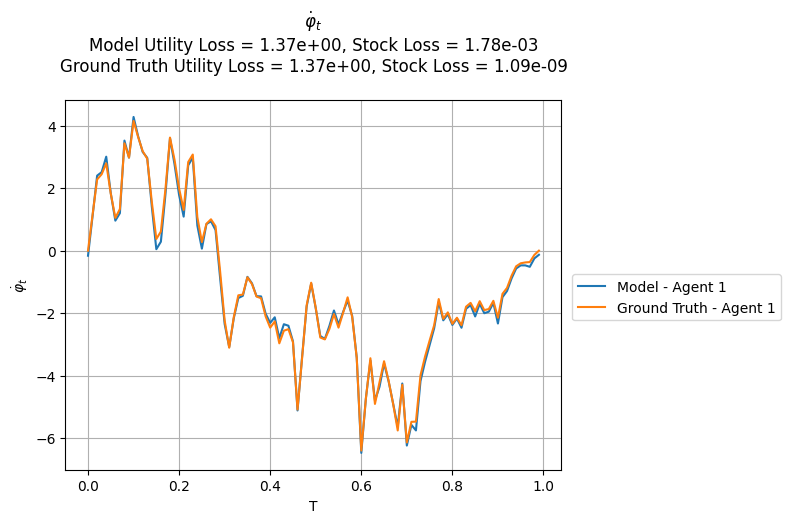 φ̇ₜ
Model Utility Loss = 1.37e+00, Stock Loss = 1.78e-03
Ground Truth Utility Loss = 1.37e+00, Stock Loss = 1.09e-09
4
2
0
−2
−4
−6
φ̇ₜ
0.0 0.2 0.4 0.6 0.8 1.0
T
Model - Agent 1
Ground Truth - Agent 1